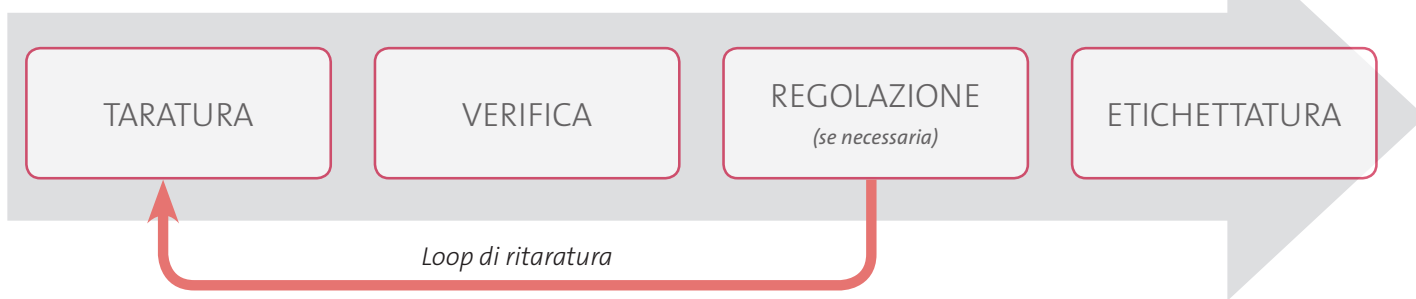 TARATURA
VERIFICA
REGOLAZIONE
(se necessaria)
ETICHETTATURA
Loop di ritaratura